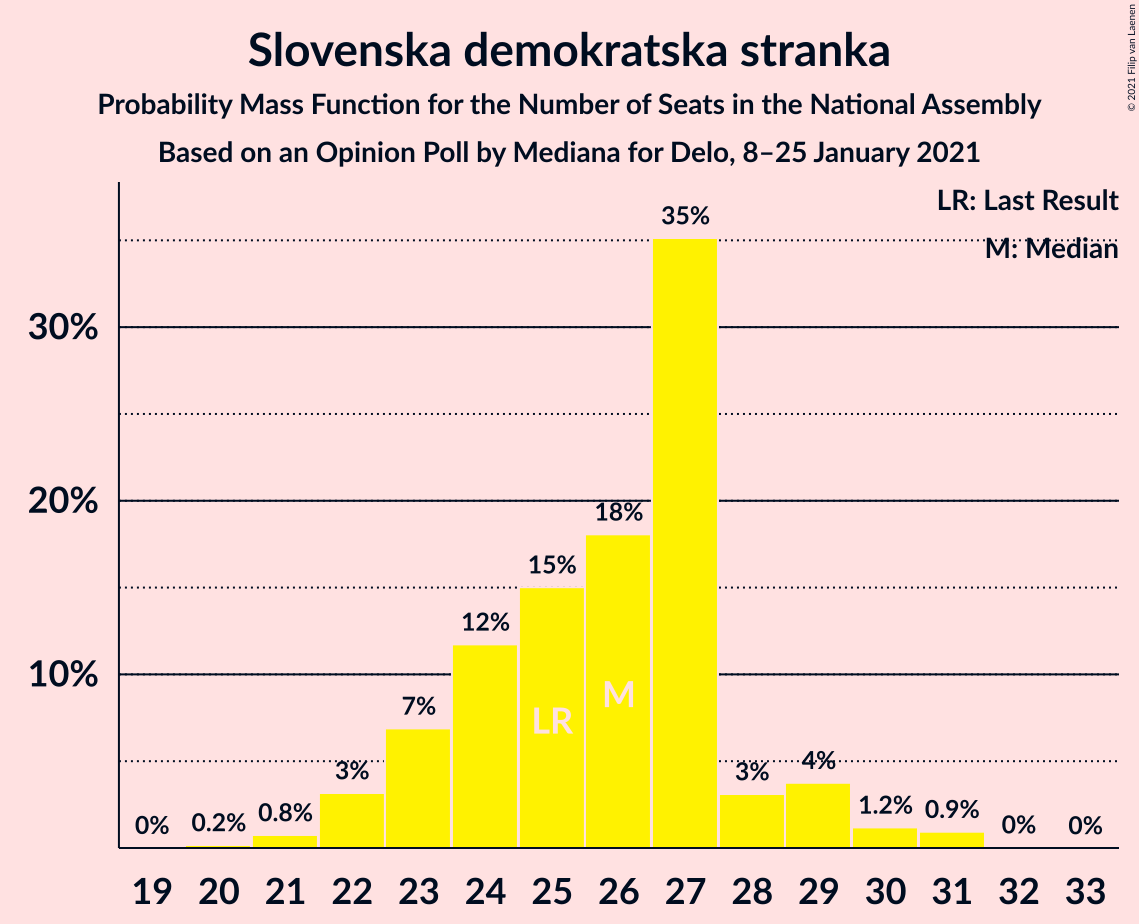 Slovenska demokratska stranka
Probability Mass Function for the Number of Seats in the National Assembly
Based on an Opinion Poll by Mediana for Delo, 8–25 January 2021
© 2021 Filip van Laenen
LR: Last Result
M: Median
30%
20%
10%
0%
0.2%
0.8%
3%
7%
12%
15%
18%
35%
3%
4%
1.2%
0.9%
0%
0%
LR
M
19 20 21 22 23 24 25 26 27 28 29 30 31 32 33